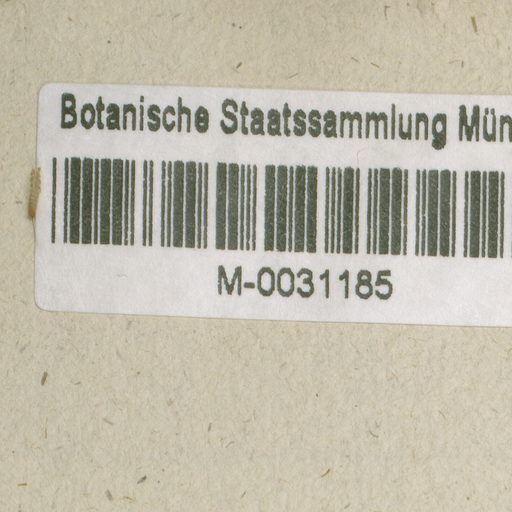 Botanische Staatssammlung Mün
M-0031185